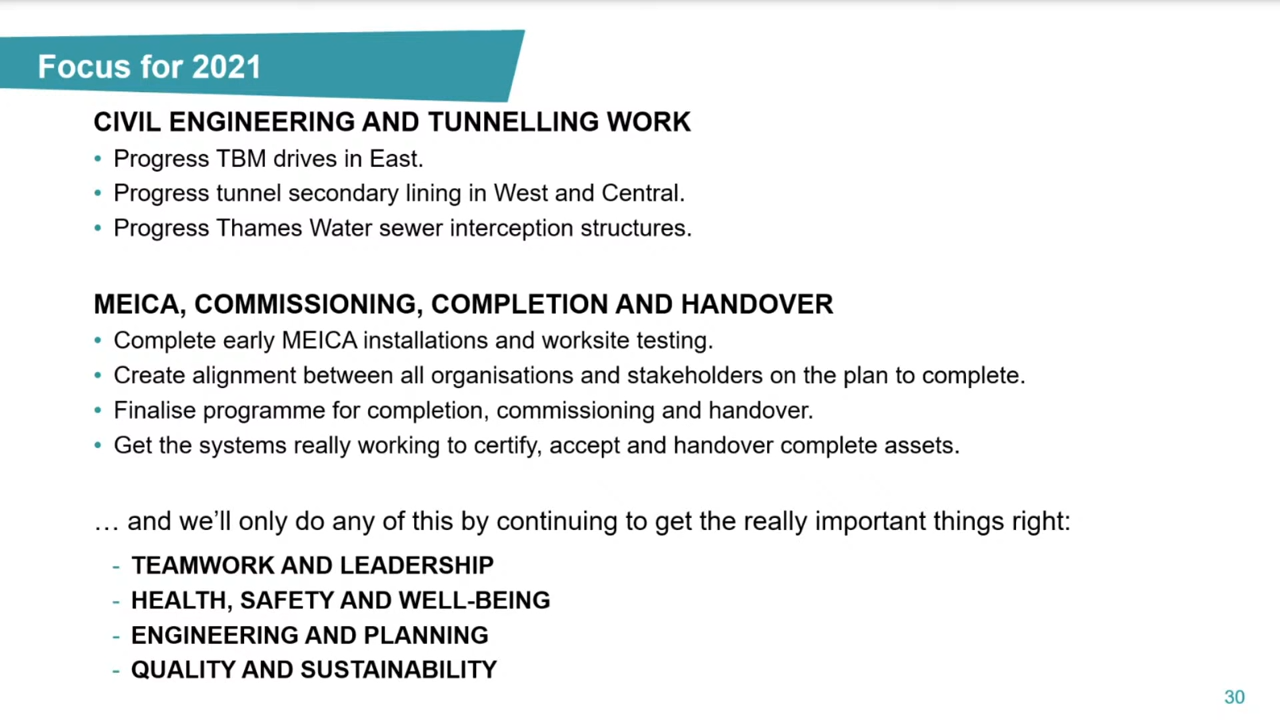 Focus for 2021
CIVIL ENGINEERING AND TUNNELLING WORK
• Progress TBM drives in East.
• Progress tunnel secondary lining in West and Central.
• Progress Thames Water sewer interception structures.
MEICA, COMMISSIONING, COMPLETION AND HANDOVER
• Complete early MEICA installations and worksite testing.
• Create alignment between all organisations and stakeholders on the plan to complete.
• Finalise programme for completion, commissioning and handover.
• Get the systems really working to certify, accept and handover complete assets.
… and we’ll only do any of this by continuing to get the really important things right:
- TEAMWORK AND LEADERSHIP
- HEALTH, SAFETY AND WELL-BEING
- ENGINEERING AND PLANNING
- QUALITY AND SUSTAINABILITY
30